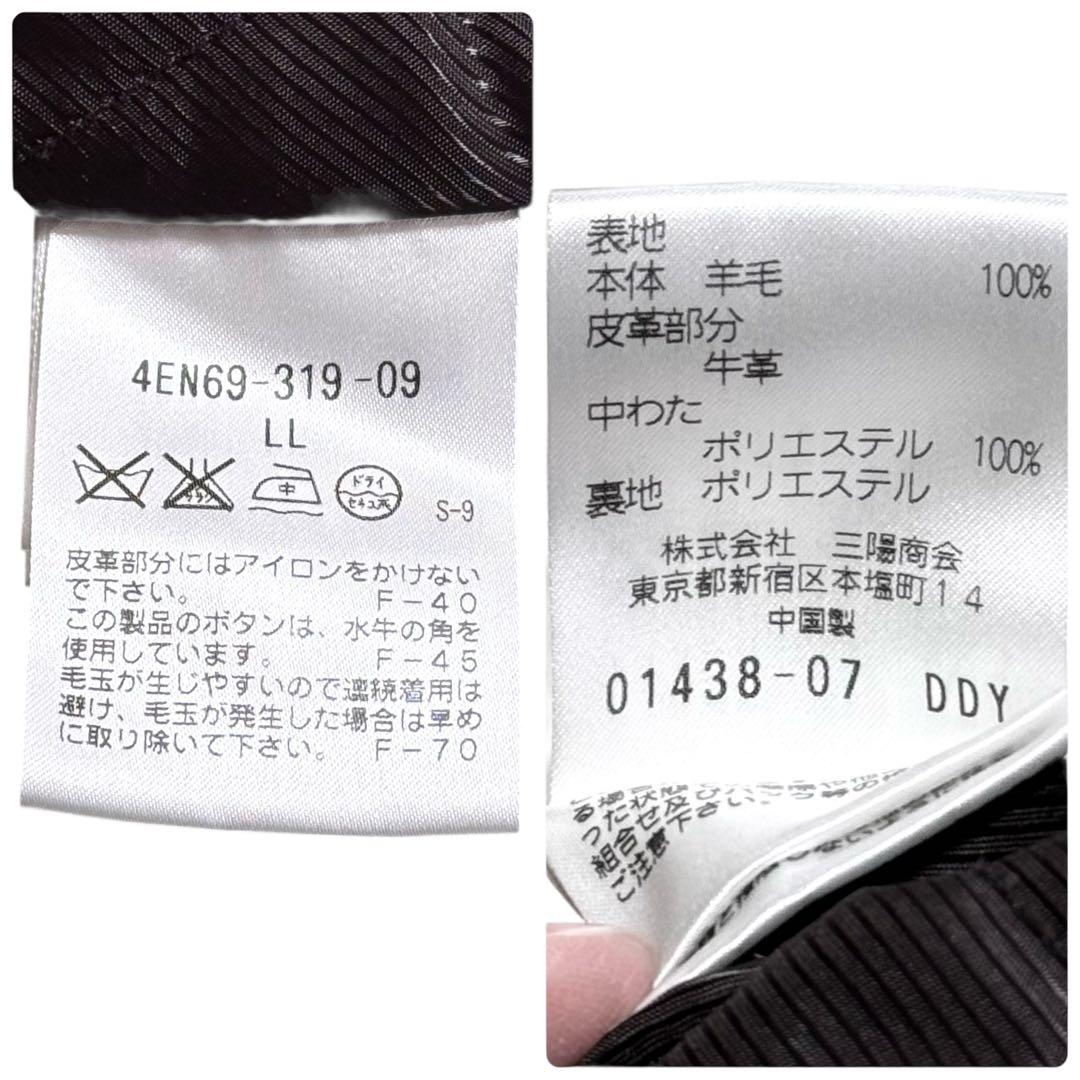 4EN69-319-09
LL
中 ドライ
セキユ系
S-9
皮革部分にはアイロンをかけない
で下さい。 F-40
この製品のボタンは、水牛の角を
使用しています。 F-45
毛玉が生じやすいので連続着用は
避け、毛玉が発生した場合は早め
に取り除いて下さい。 F-70
表地
本体 羊毛 100%
皮革部分
牛革
中わた
ポリエステル 100%
裏地 ポリエステル
株式会社 三陽商会
東京都新宿区本塩町14
中国製
01438-07 DDY